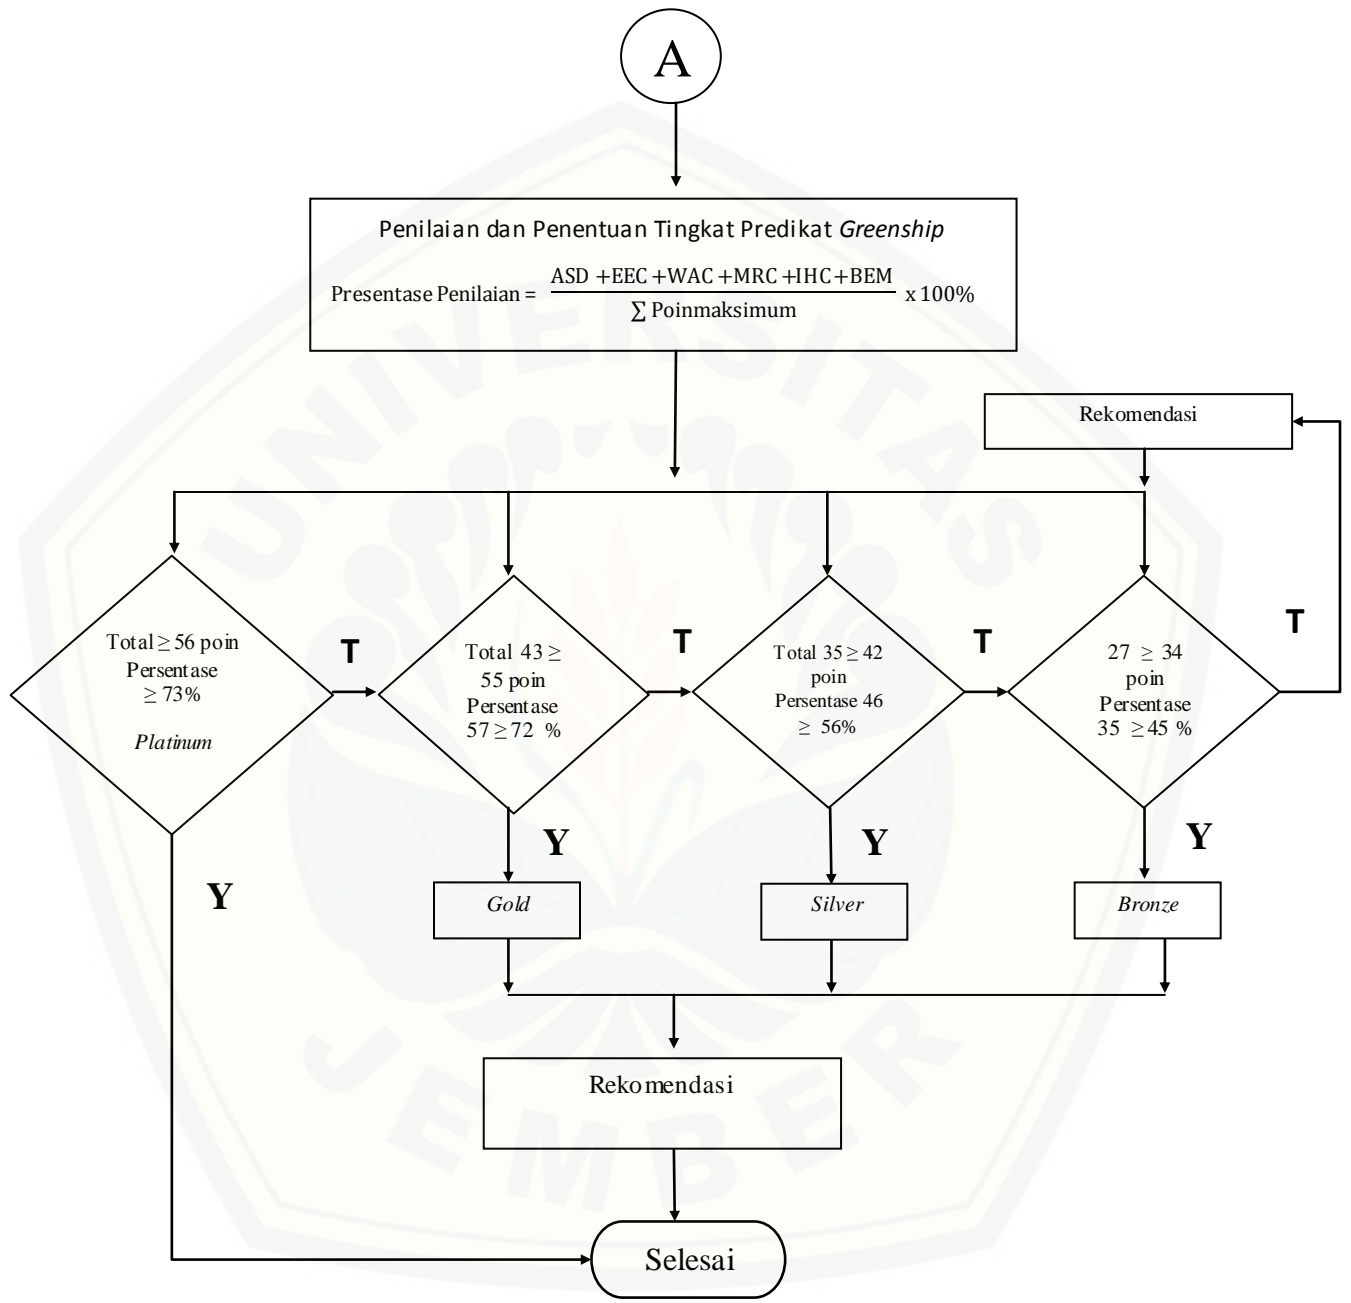 A
Penilaian dan Penentuan Tingkat Predikat Greenship
Presentase Penilaian = ASD +EEC +WAC +MRC +IHC +BEM x 100%
∑ Poinmaksimum
Rekomendasi
Total ≥ 56 poin
Persentase
≥ 73%
Platinum
T
Total 43 ≥
55 poin
Persentase
57 ≥ 72 %
T
Total 35 ≥ 42
poin
Persentase 46
≥ 56%
T
27 ≥ 34
poin
Persentase
35 ≥ 45 %
T
Y
Y
Y
Y
Gold
Silver
Bronze
Rekomendasi
Selesai
UNIVERSITAS
JEMBER